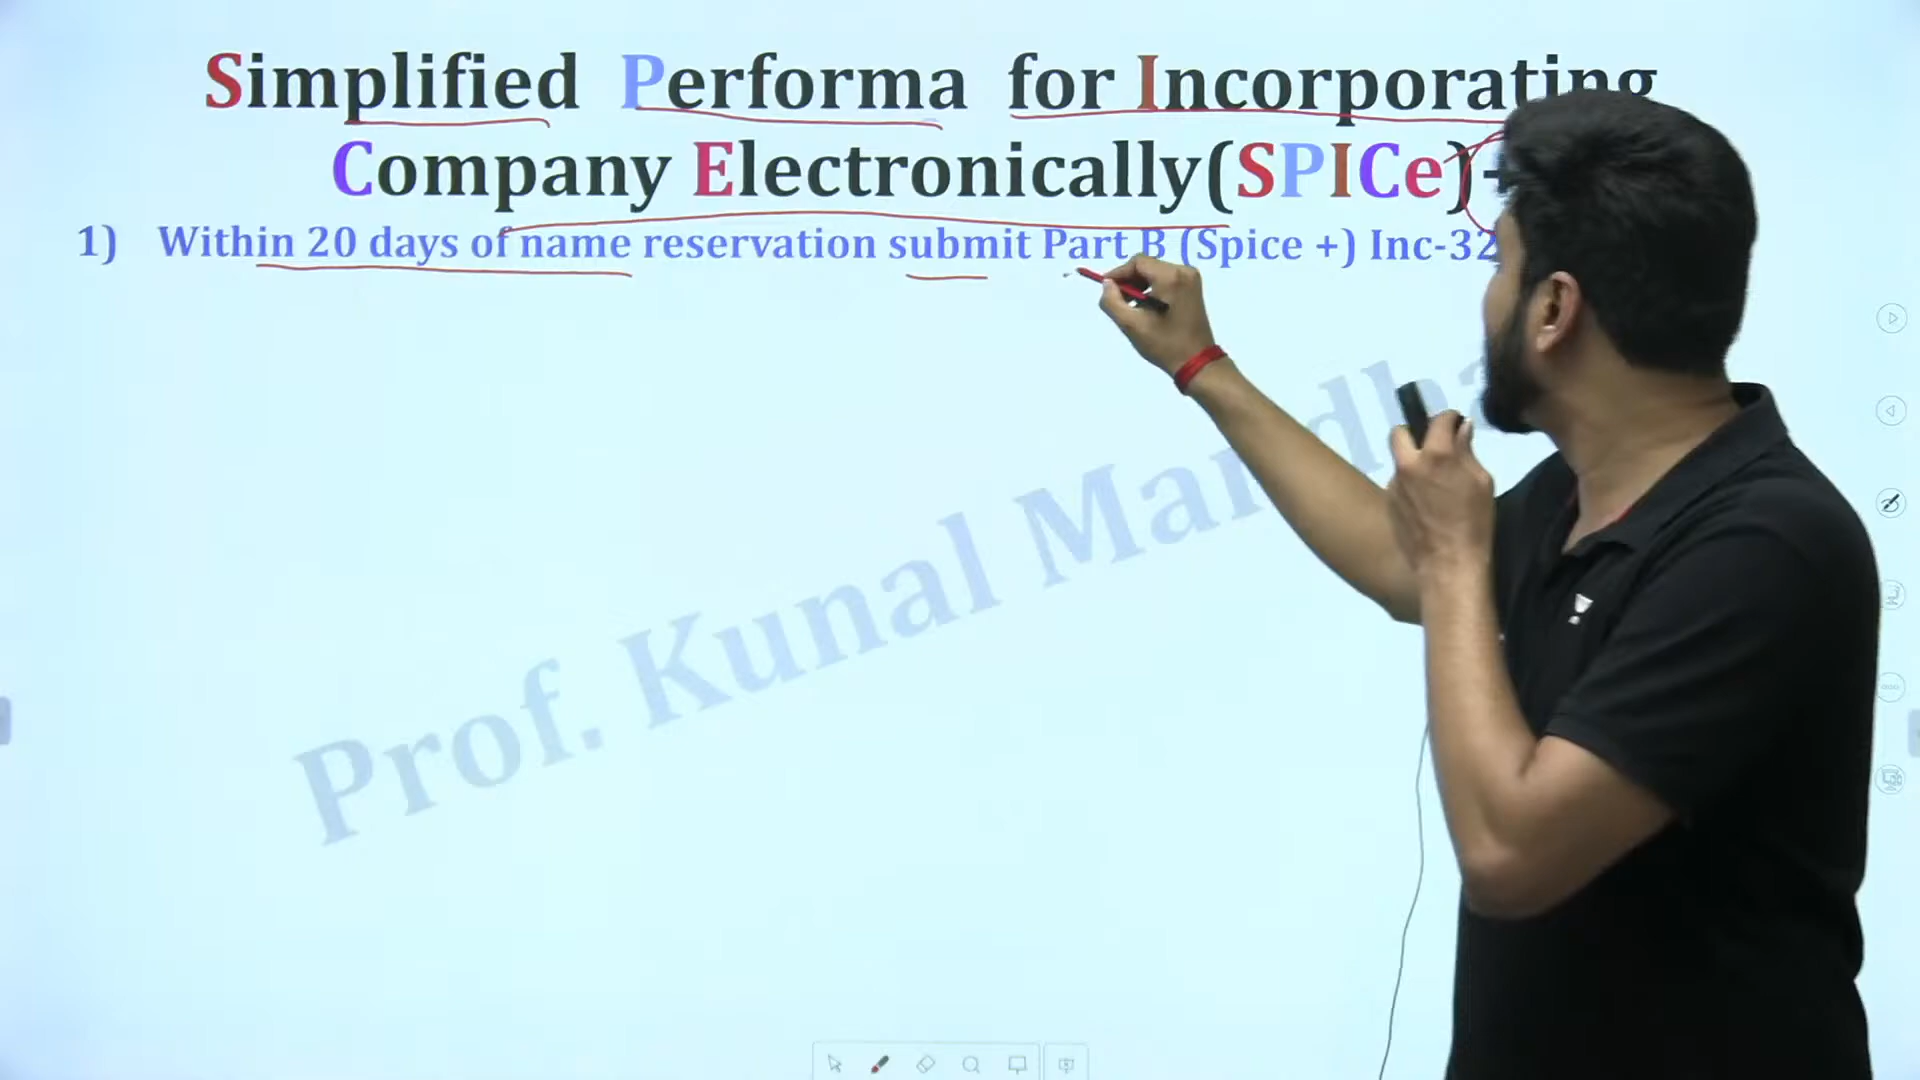 Simplified Performa for Incorporating
Company Electronically(SPICe)+
1) Within 20 days of name reservation submit Part B (Spice +) Inc-32
Prof. Kunal